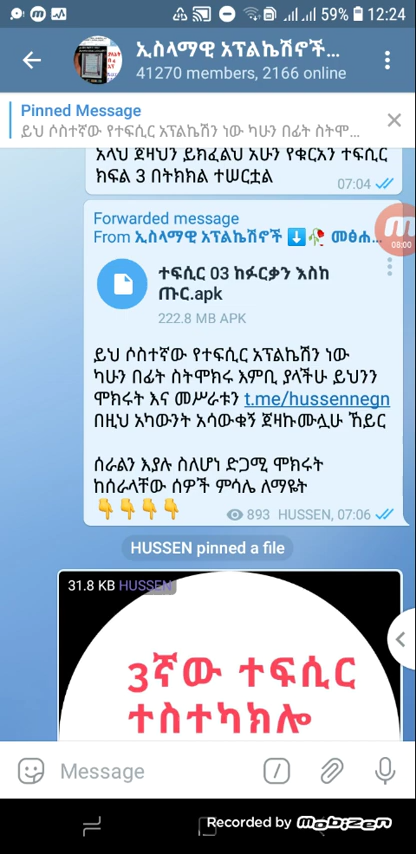 59% 12:24
ኢስላማዊ አፕልኬሽኖች...
41270 members, 2166 online
Pinned Message
ይህ ሶስተኛው የተፍሲር አፕልኬሽን ነው ካሁን በፊት ስትሞ...
አላህ ጀዛህን ይክፈልህ አሁን የቁርአን ተፍሲር
ክፍል 3 በትክክል ተሠርቷል
07:04
Forwarded message
From ኢስላማዊ አፕልኬሽኖች ⬇️🥀 መፅሐ...
08:00
ተፍሲር 03 ከፉርቃን እስከ
ጡር.apk
222.8 MB APK
ይህ ሶስተኛው የተፍሲር አፕልኬሽን ነው
ካሁን በፊት ስትሞክሩ እምቢ ያላችሁ ይህንን
ሞክሩት እና መሥራቱን t.me/hussennegn
በዚህ አካውንት አሳውቁኝ ጀዛኩሙሏሁ ኸይር
ሰራልን እያሉ ስለሆነ ድጋሚ ሞክሩት
ከሰራላቸው ሰዎች ምሳሌ ለማዬት
👇👇👇👇
893 HUSSEN, 07:06
HUSSEN pinned a file
31.8 KB HUSSEN
3ኛው ተፍሲር
ተስተካክሎ
Message
Recorded by mobizen